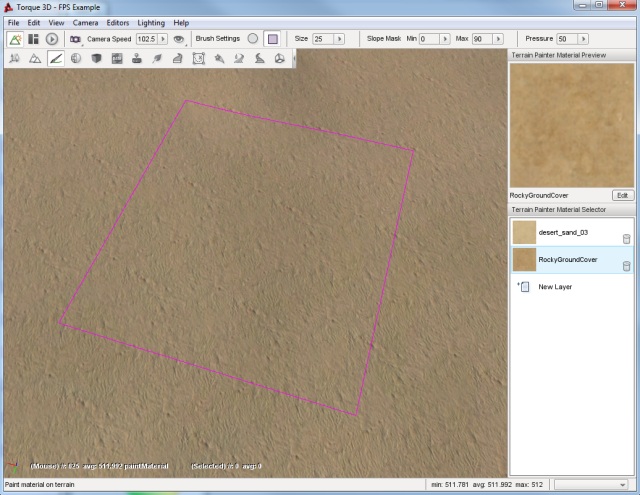 Torque 3D - FPS Example
File Edit View Camera Editors Lighting Help
Camera Speed 102.5 Brush Settings Size 25 Slope Mask Min 0 Max 90 Pressure 50
Terrain Painter Material Preview
RockyGroundCover Edit
Terrain Painter Material Selector
desert_sand_03
RockyGroundCover
New Layer
(Mouse) #: 625 avg: 511.992 paintMaterial (Selected) #: 0 avg: 0
Paint material on terrain min: 511.781 avg: 511.992 max: 512